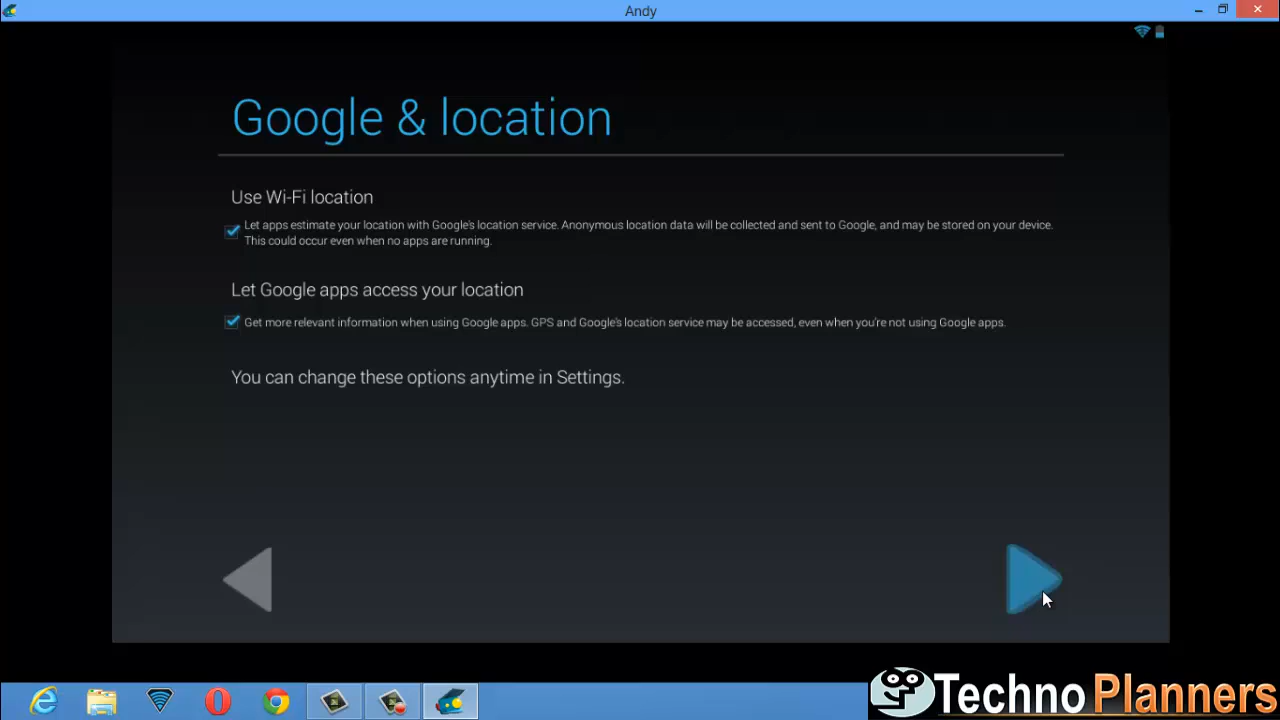 Andy
Google & location
Use Wi-Fi location
Let apps estimate your location with Google's location service. Anonymous location data will be collected and sent to Google, and may be stored on your device.
This could occur even when no apps are running.
Let Google apps access your location
Get more relevant information when using Google apps. GPS and Google's location service may be accessed, even when you're not using Google apps.
You can change these options anytime in Settings.
Techno Planners